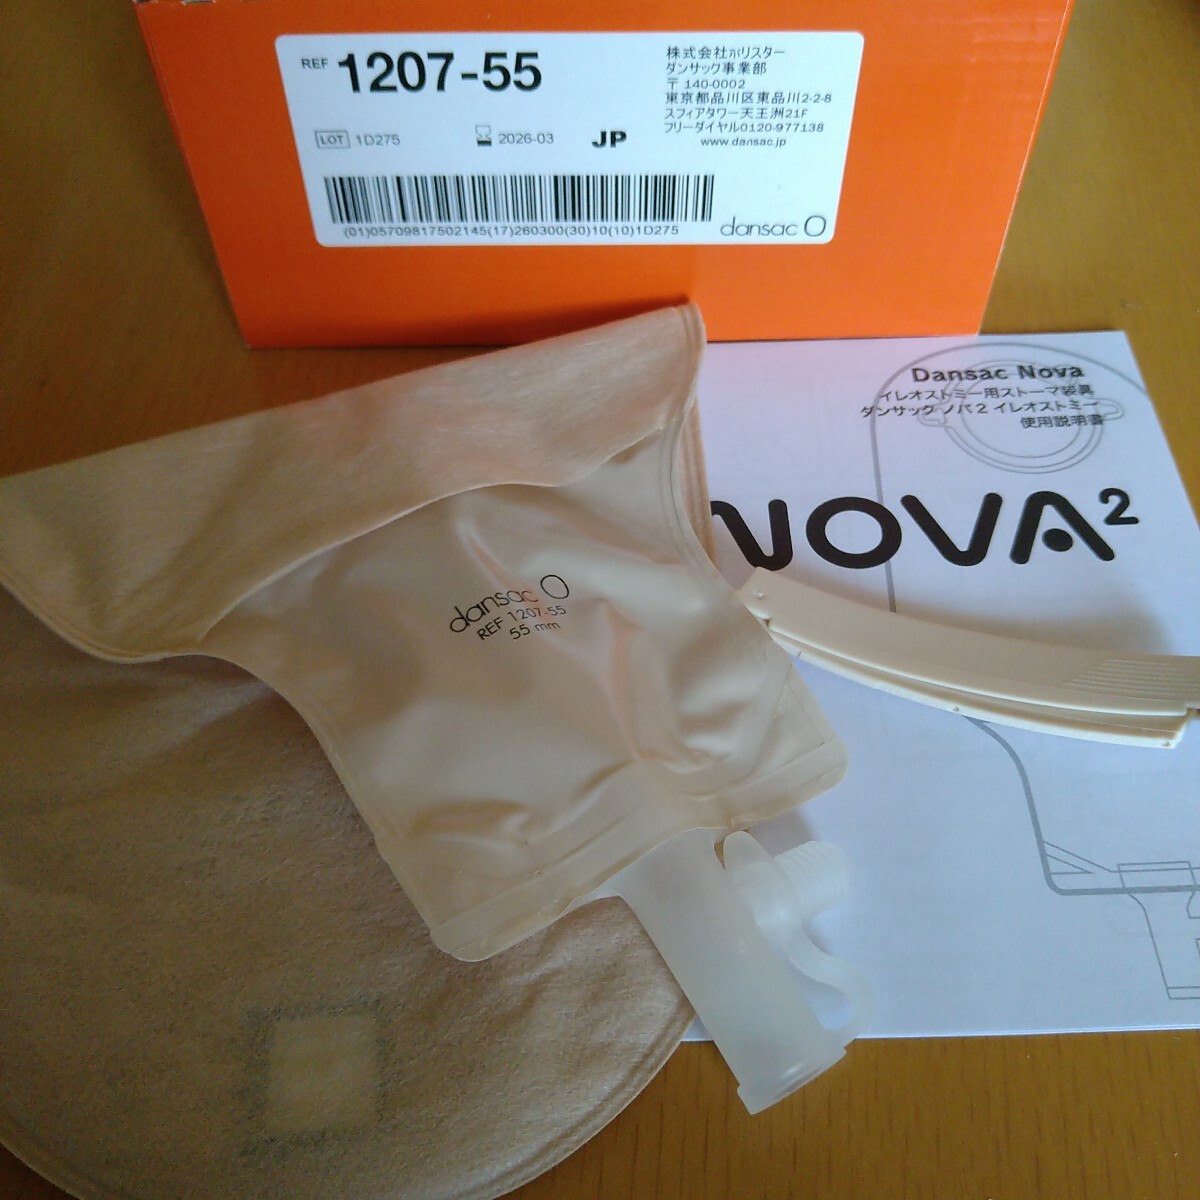 REF 1207-55
LOT 1D275
2026-03
JP
株式会社ホリスター
ダンサック事業部
〒140-0002
東京都品川区東品川2-2-8
スフィアタワー天王洲21F
フリーダイヤル0120-977138
www.dansac.jp
(01)05709817502145(17)260300(30)10(10)1D275
dansac
Dansac Nova
イレオストミー用ストーマ装具
ダンサック ノバ2 イレオストミー
使用説明書
NOVA2
dansac
REF 1207-55
55 mm